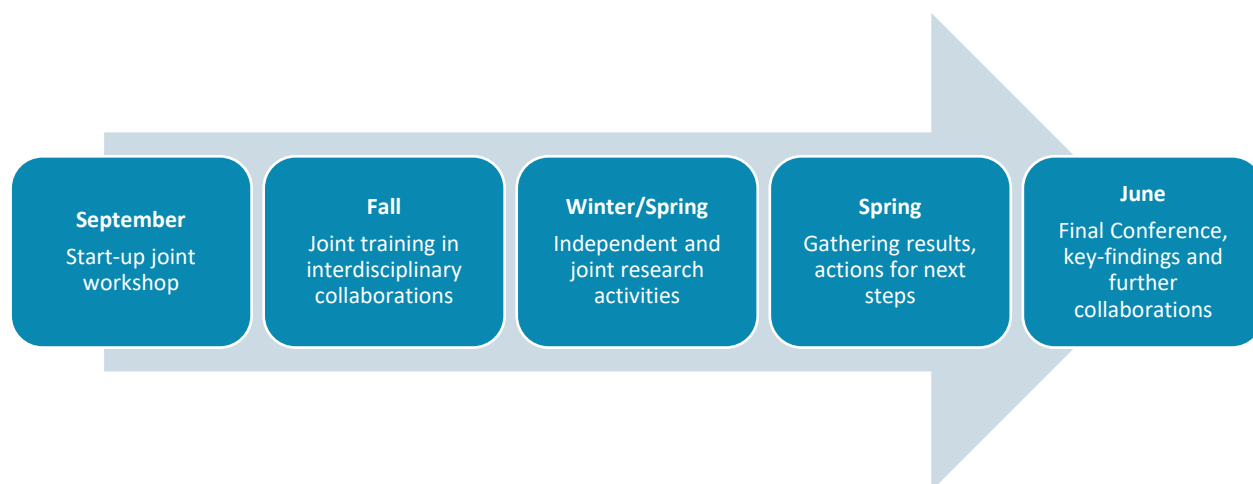 September
Start-up joint
workshop
Fall
Joint training in
interdisciplinary
collaborations
Winter/Spring
Independent and
joint research
activities
Spring
Gathering results,
actions for next
steps
June
Final Conference,
key-findings and
further
collaborations